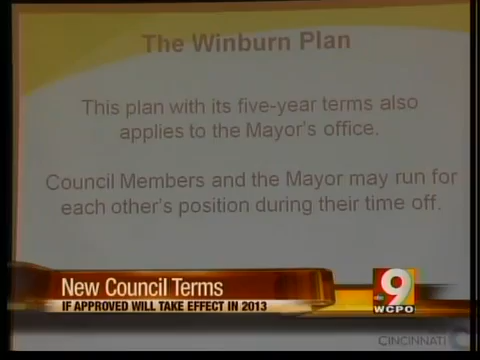 The Winburn Plan
This plan with its five-year terms also
applies to the Mayor's office.
Council Members and the Mayor may run for
each other's position during their time off.
New Council Terms
IF APPROVED WILL TAKE EFFECT IN 2013
abc 9
WCPO
CINCINNATI